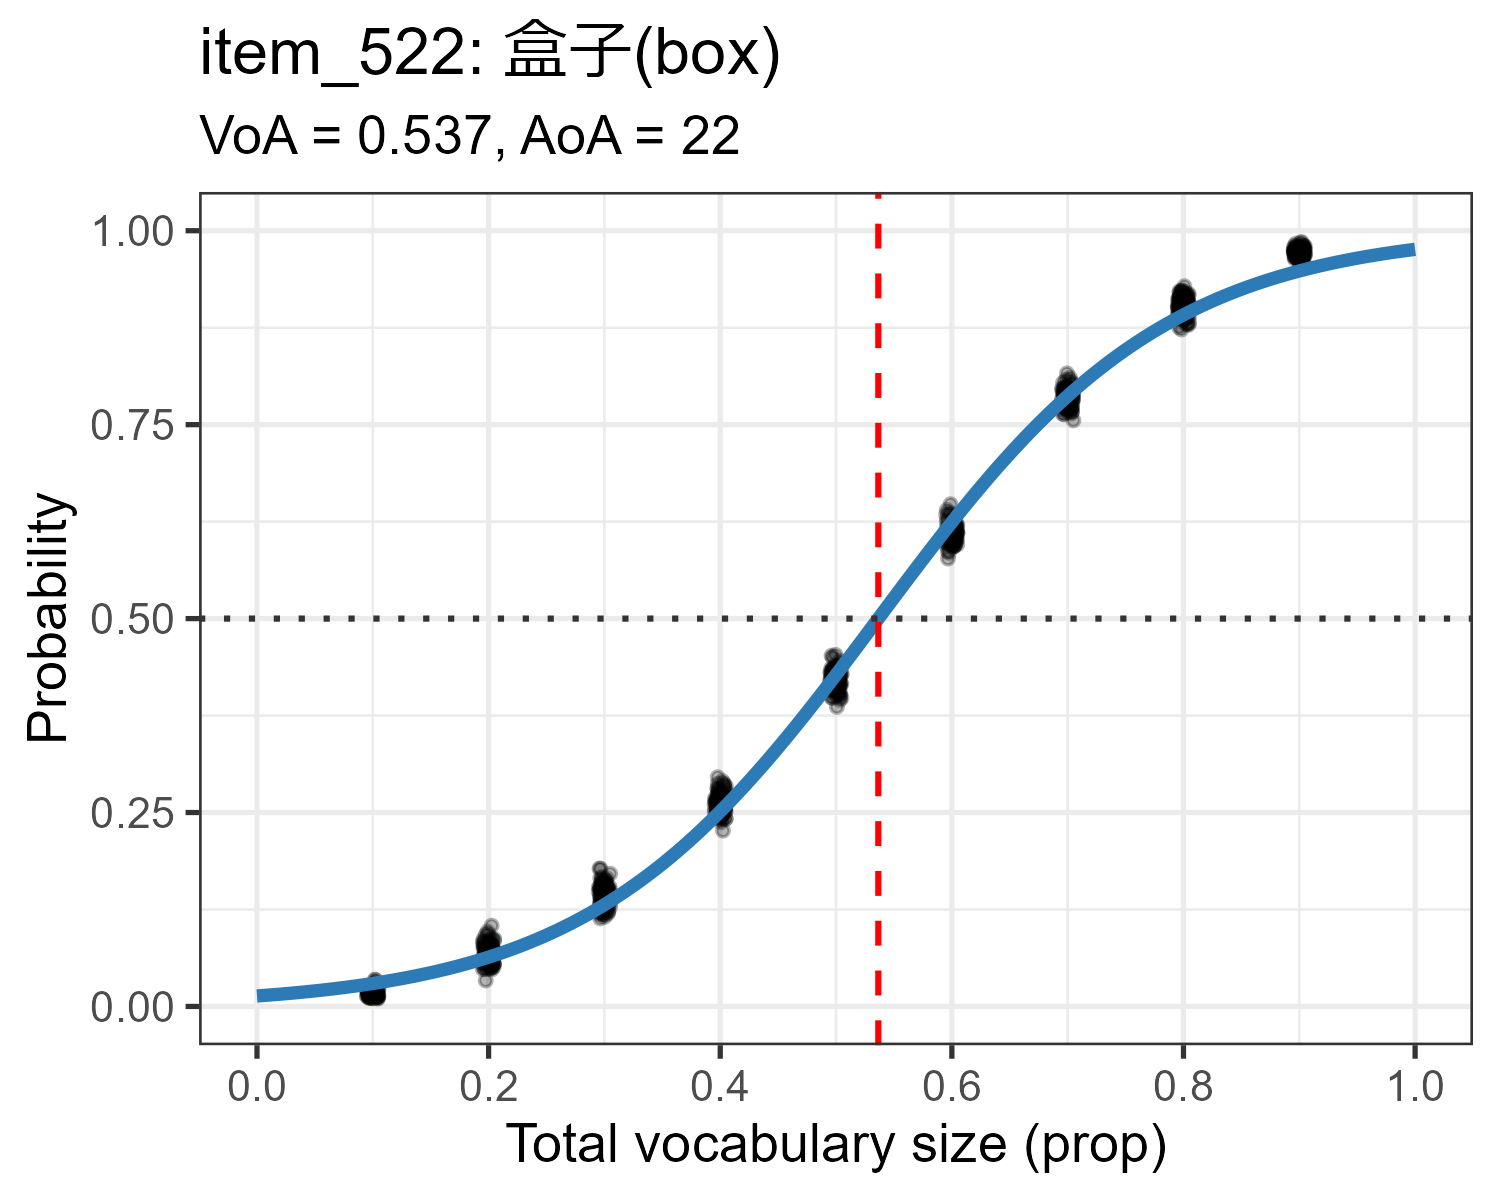 item_522: 盒子(box)
VoA = 0.537, AoA = 22
1.00
0.75
0.50
0.25
0.00
Probability
0.0 0.2 0.4 0.6 0.8 1.0
Total vocabulary size (prop)